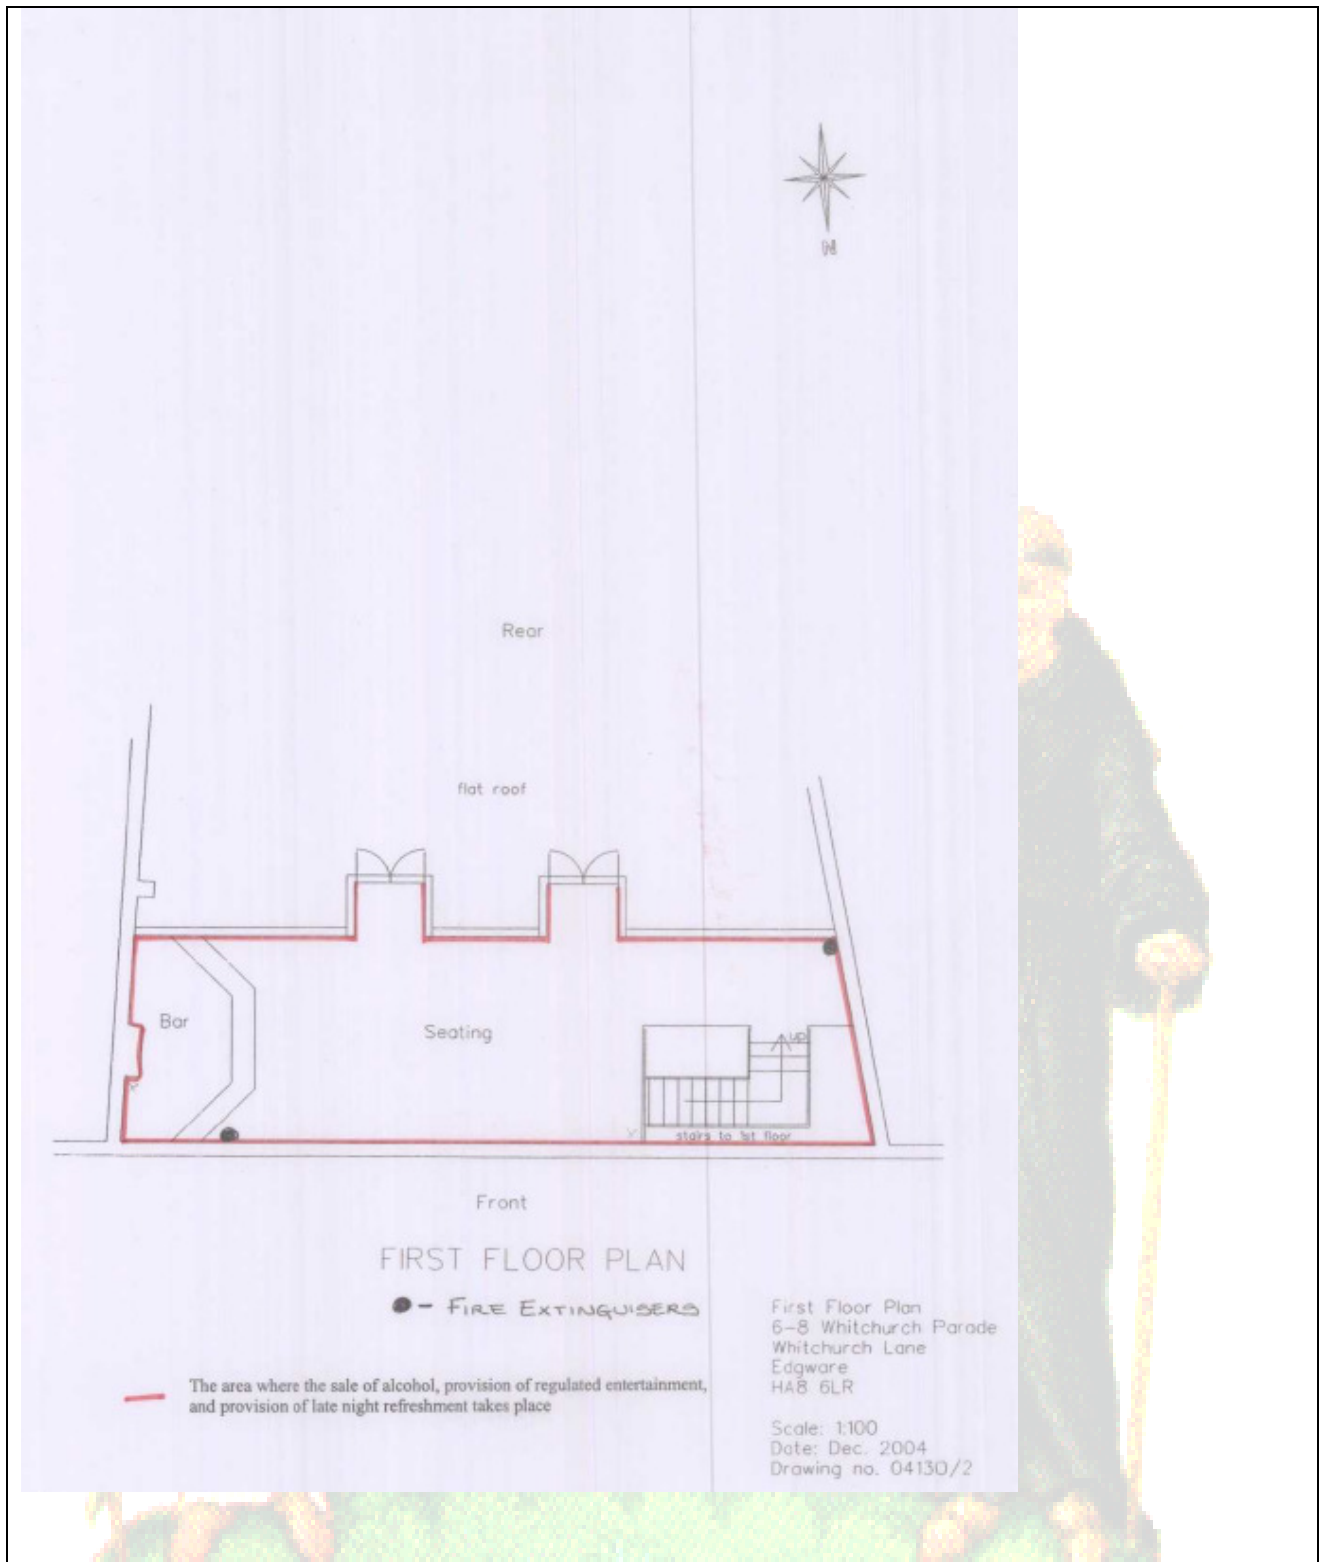 N
Rear
flat roof
Bar
Seating
up
stairs to 1st floor
Front
FIRST FLOOR PLAN
- FIRE EXTINGUISERS
The area where the sale of alcohol, provision of regulated entertainment,
and provision of late night refreshment takes place
First Floor Plan
6-8 Whitchurch Parade
Whitchurch Lane
Edgware
HA8 6LR
Scale: 1:100
Date: Dec. 2004
Drawing no. 04130/2